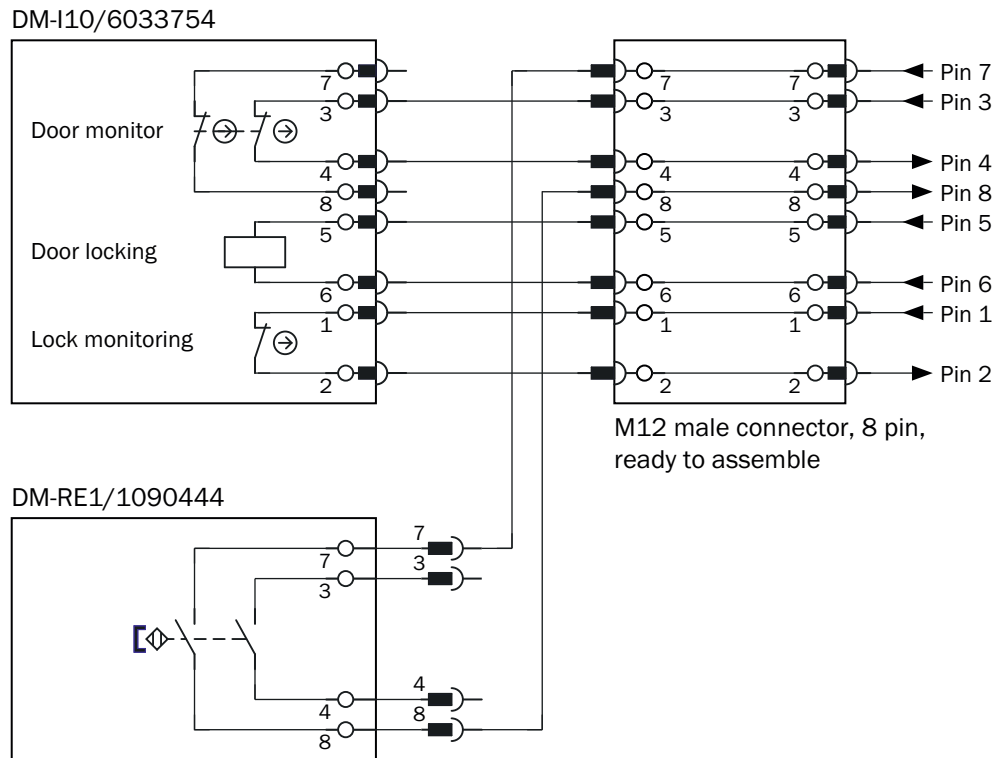 DM-I10/6033754
7
7
7
Pin 7
3
3
3
Pin 3
Door monitor
4
4
4
Pin 4
8
8
8
Pin 8
5
5
5
Pin 5
Door locking
6
6
6
Pin 6
1
1
1
Pin 1
Lock monitoring
2
2
2
Pin 2
M12 male connector, 8 pin,
ready to assemble
DM-RE1/1090444
7
7
3
3
4
4
8
8